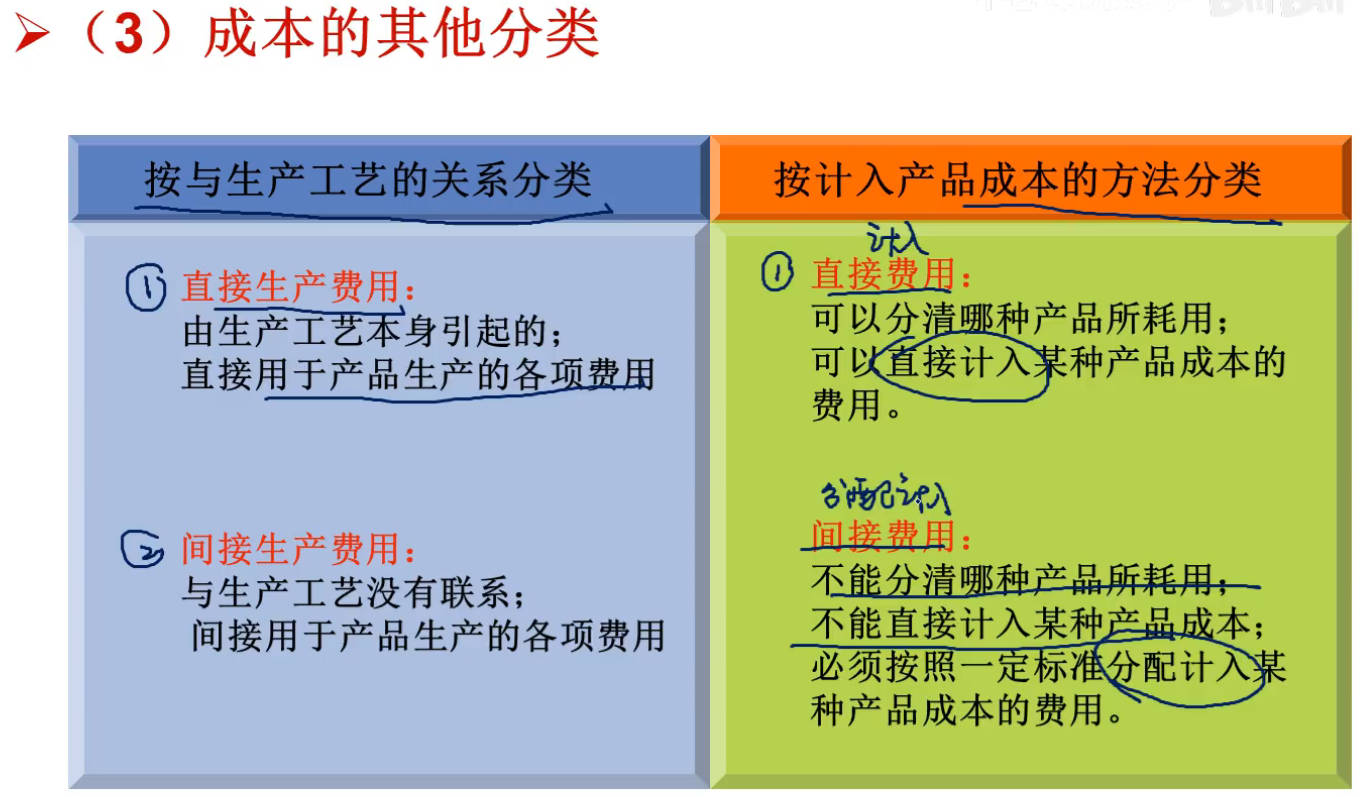 ➢（3）成本的其他分类
按与生产工艺的关系分类
① 直接生产费用：
由生产工艺本身引起的；
直接用于产品生产的各项费用
② 间接生产费用：
与生产工艺没有联系；
间接用于产品生产的各项费用
按计入产品成本的方法分类
计入
① 直接费用：
可以分清哪种产品所耗用；
可以直接计入某种产品成本的
费用。
分配计入
间接费用：
不能分清哪种产品所耗用；
不能直接计入某种产品成本；
必须按照一定标准分配计入某
种产品成本的费用。